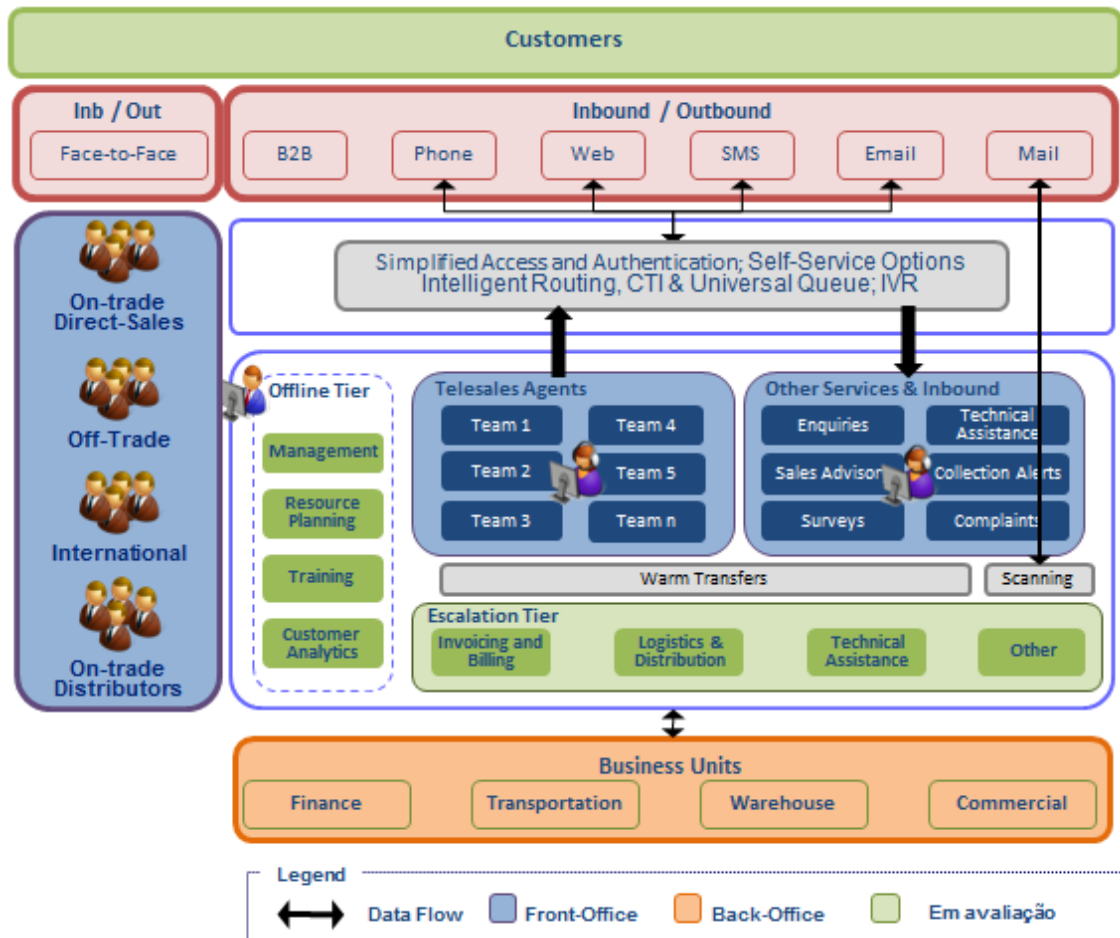 Customers
Inb / Out
Face-to-Face
Inbound / Outbound
B2B
Phone
Web
SMS
Email
Mail
On-trade
Direct-Sales
Off-Trade
International
On-trade
Distributors
Simplified Access and Authentication; Self-Service Options
Intelligent Routing, CTI & Universal Queue; IVR
Offline Tier
Management
Resource
Planning
Training
Customer
Analytics
Telesales Agents
Team 1
Team 4
Team 2
Team 5
Team 3
Team n
Other Services & Inbound
Enquiries
Technical
Assistance
Sales Advisor
Collection Alerts
Surveys
Complaints
Warm Transfers
Scanning
Escalation Tier
Invoicing and
Billing
Logistics &
Distribution
Technical
Assistance
Other
Business Units
Finance
Transportation
Warehouse
Commercial
Legend
Data Flow
Front-Office
Back-Office
Em avaliação